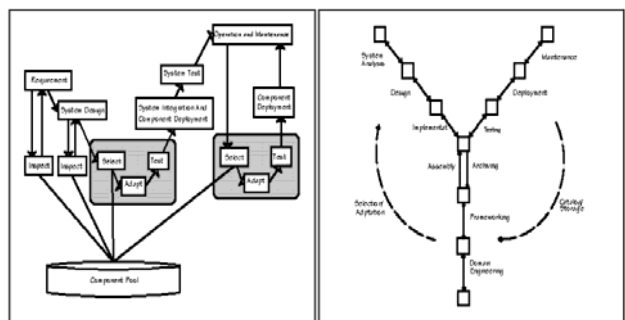 Operation and Maintenance
System Test
Requirement
Component
Deployment
System Design
System Integration And
Component Deployment
Inspect
Inspect
Select
Test
Adapt
Select
Test
Adapt
Component Pool
System
Analysis
Maintenance
Design
Deployment
Implement
Testing
Assembly
Archiving
Selection/
Adaptation
Catalog/
Storage
Frameworking
Domain
Engineering